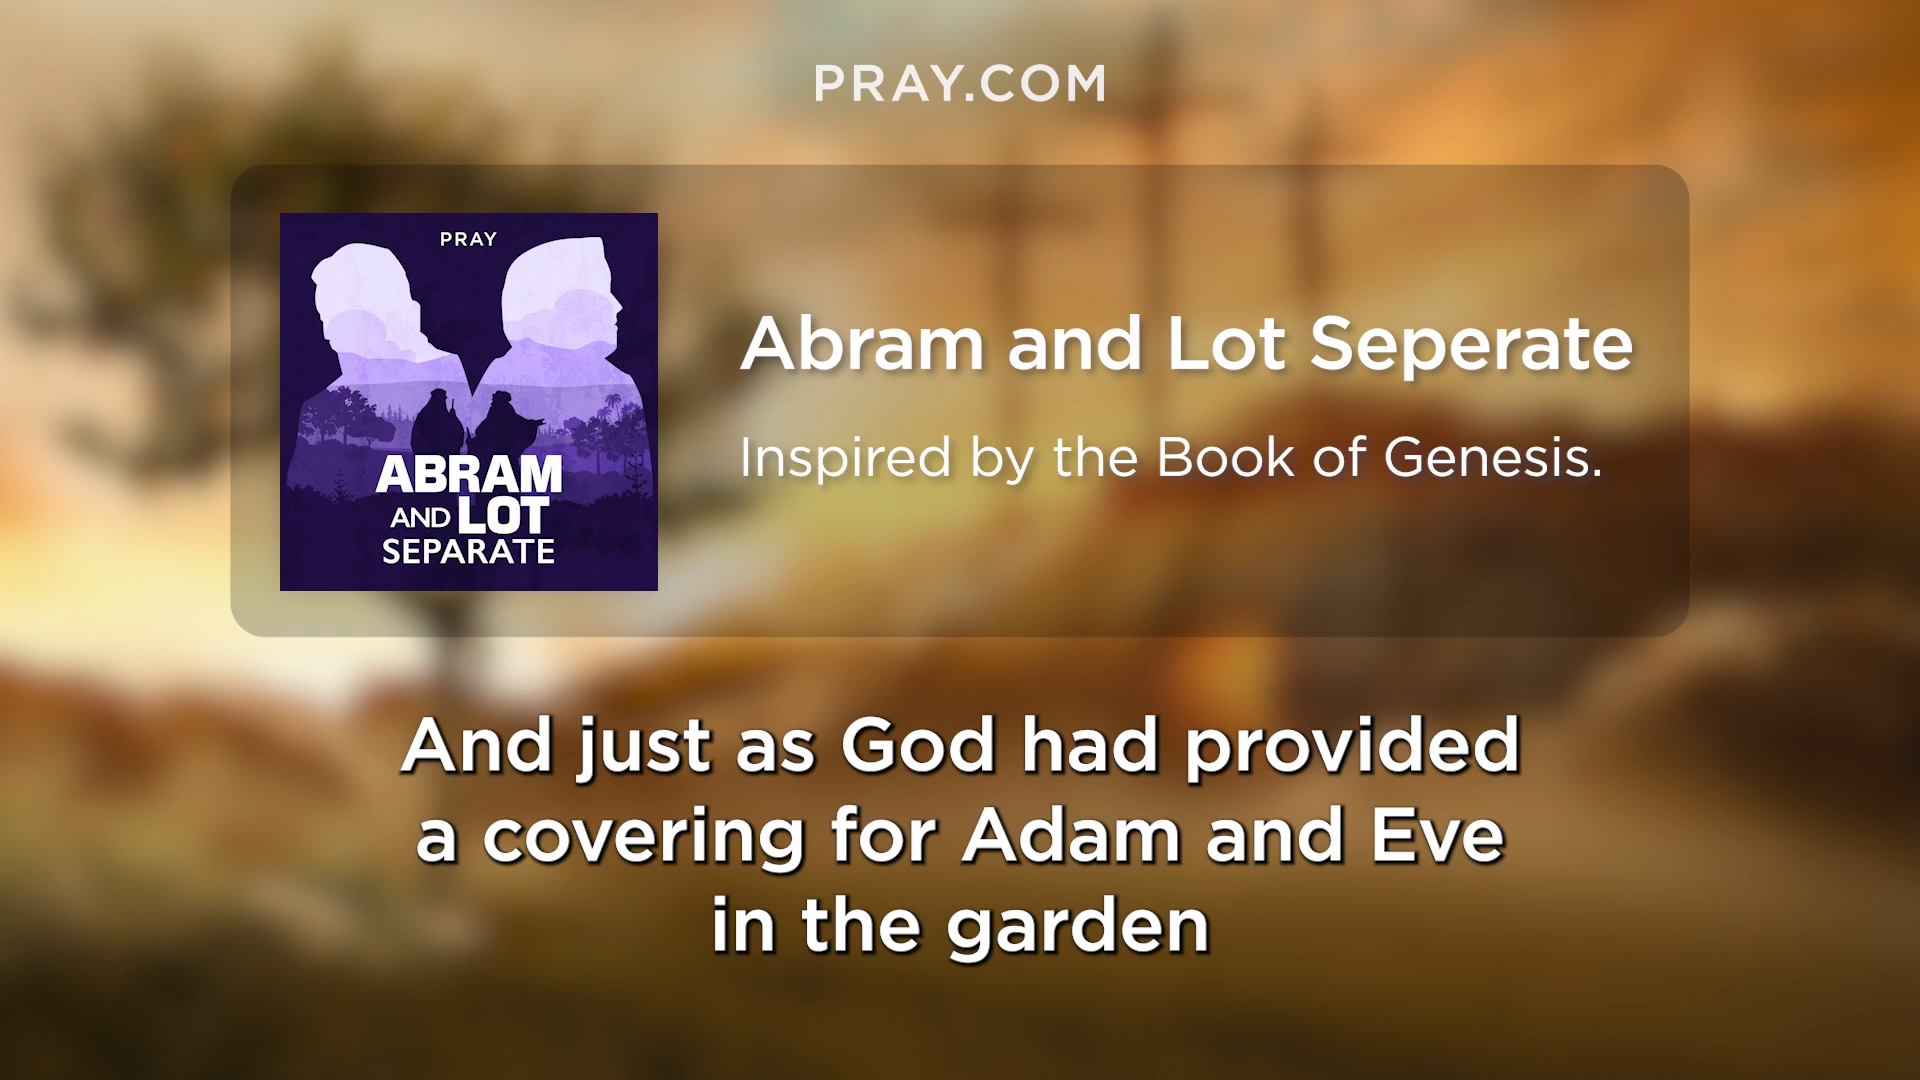 PRAY.COM
PRAY
ABRAM
AND LOT
SEPARATE
Abram and Lot Seperate
Inspired by the Book of Genesis.
And just as God had provided
a covering for Adam and Eve
in the garden